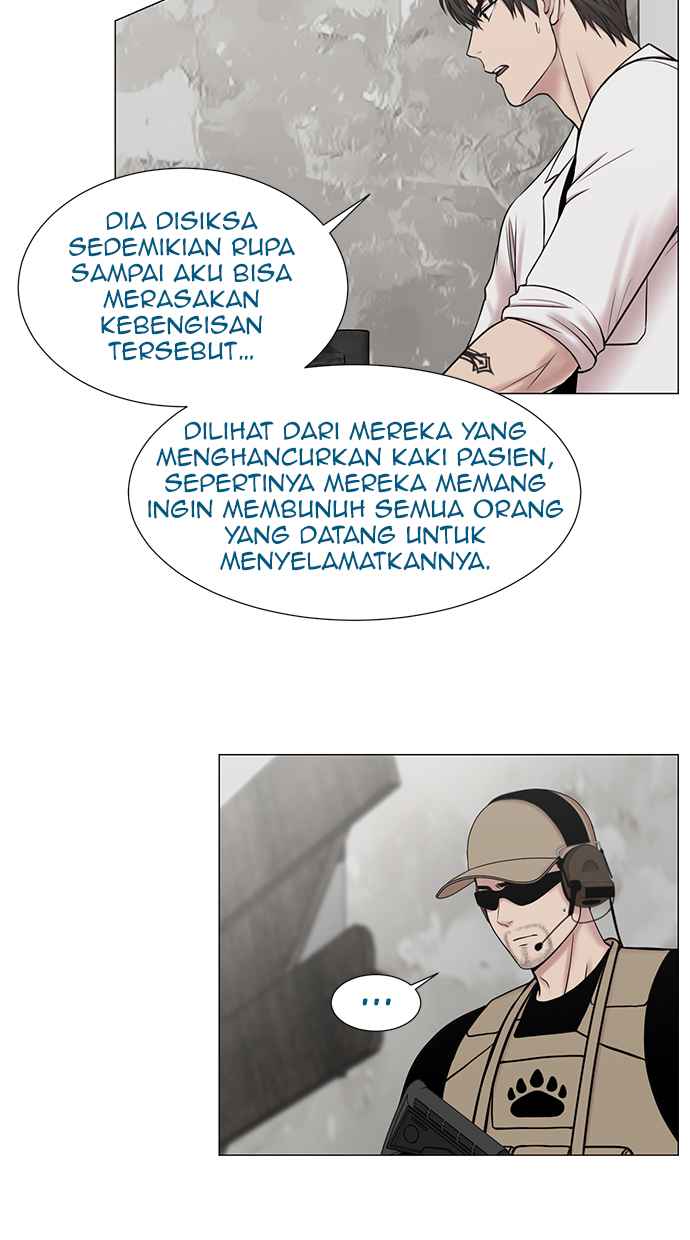 DIA DISIKSA
SEDEMIKIAN RUPA
SAMPAI AKU BISA
MERASAKAN
KEBENGISAN
TERSEBUT...
DILIHAT DARI MEREKA YANG
MENGHANCURKAN KAKI PASIEN,
SEPERTINYA MEREKA MEMANG
INGIN MEMBUNUH SEMUA ORANG
YANG DATANG UNTUK
MENYELAMATKANNYA.
...